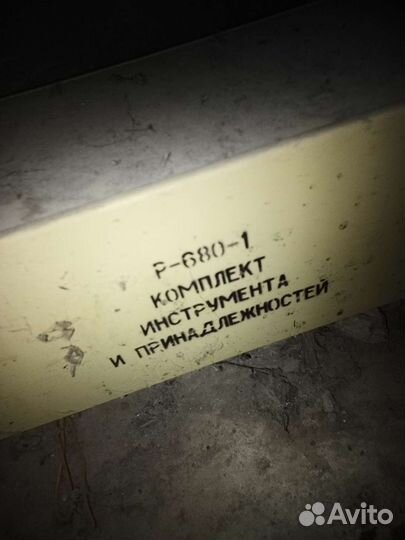 Р-680-1
КОМПЛЕКТ
ИНСТРУМЕНТА
И ПРИНАДЛЕЖНОСТЕЙ
Avito